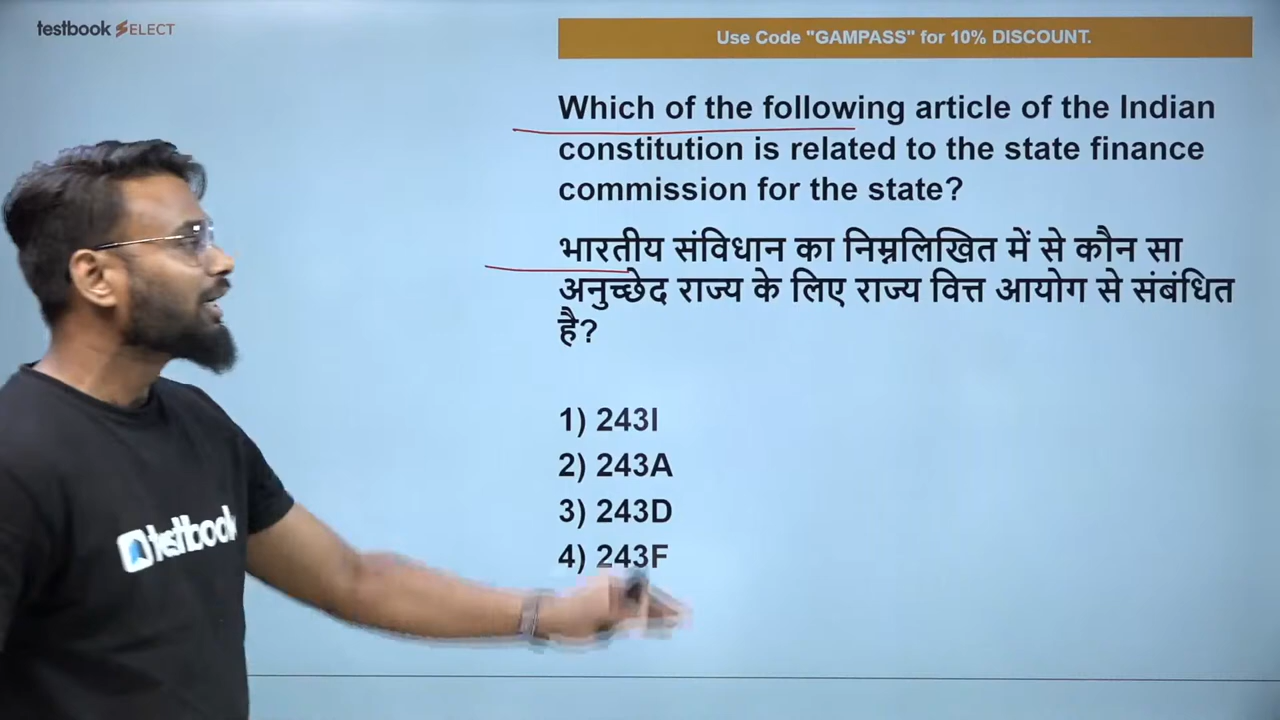 testbook SELECT
Use Code "GAMPASS" for 10% DISCOUNT.
Which of the following article of the Indian
constitution is related to the state finance
commission for the state?
भारतीय संविधान का निम्नलिखित में से कौन सा
अनुच्छेद राज्य के लिए राज्य वित्त आयोग से संबंधित
है?
1) 243I
2) 243A
3) 243D
4) 243F
testbook